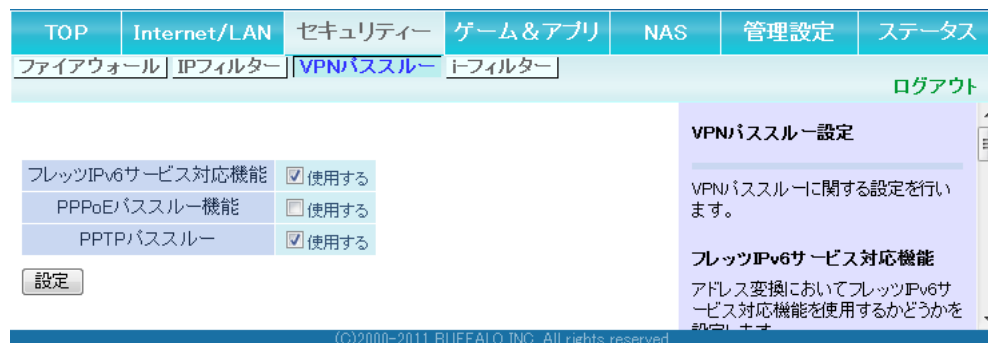 TOP Internet/LAN セキュリティー ゲーム&アプリ NAS 管理設定 ステータス
ファイアウォール IPフィルター VPNパススルー i-フィルター
ログアウト
フレッツIPv6サービス対応機能 使用する
PPPoEパススルー機能 使用する
PPTPパススルー 使用する
設定
VPNパススルー設定
VPNパススルーに関する設定を行い
ます。
フレッツIPv6サービス対応機能
アドレス変換においてフレッツIPv6サ
ービス対応機能を使用するかどうかを
設定します
(C)2000-2011 BUFFALO INC. All rights reserved